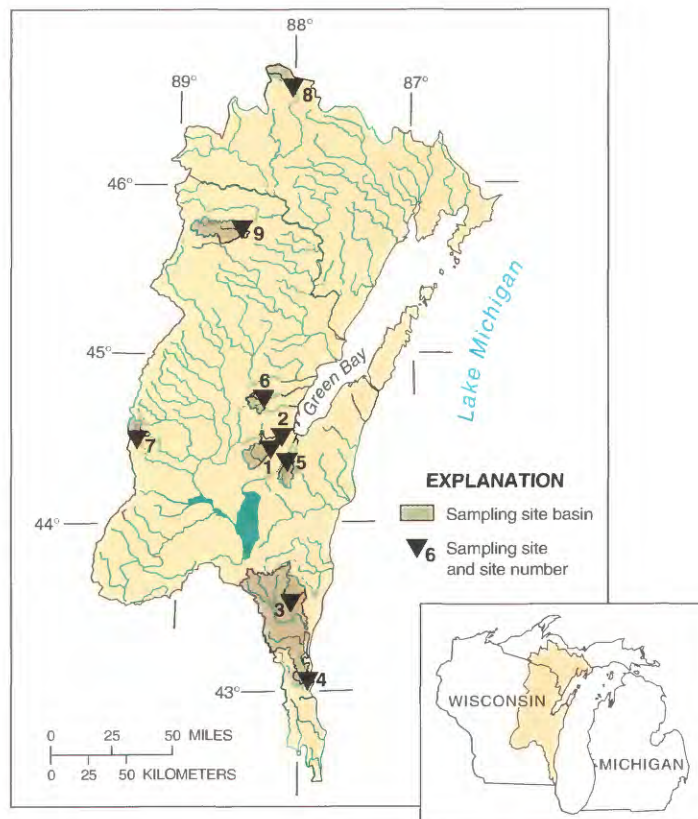 88°
89°
87°
8
46°
9
Lake Michigan
45°
Green Bay
6
2
7
1
5
EXPLANATION
Sampling site basin
44°
6 Sampling site
and site number
3
4
43°
WISCONSIN
MICHIGAN
0 25 50 MILES
0 25 50 KILOMETERS